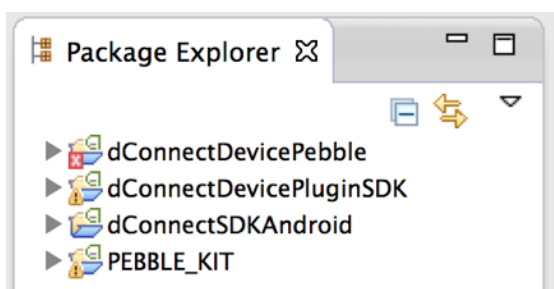 Package Explorer
dConnectDevicePebble
dConnectDevicePluginSDK
dConnectSDKAndroid
PEBBLE_KIT